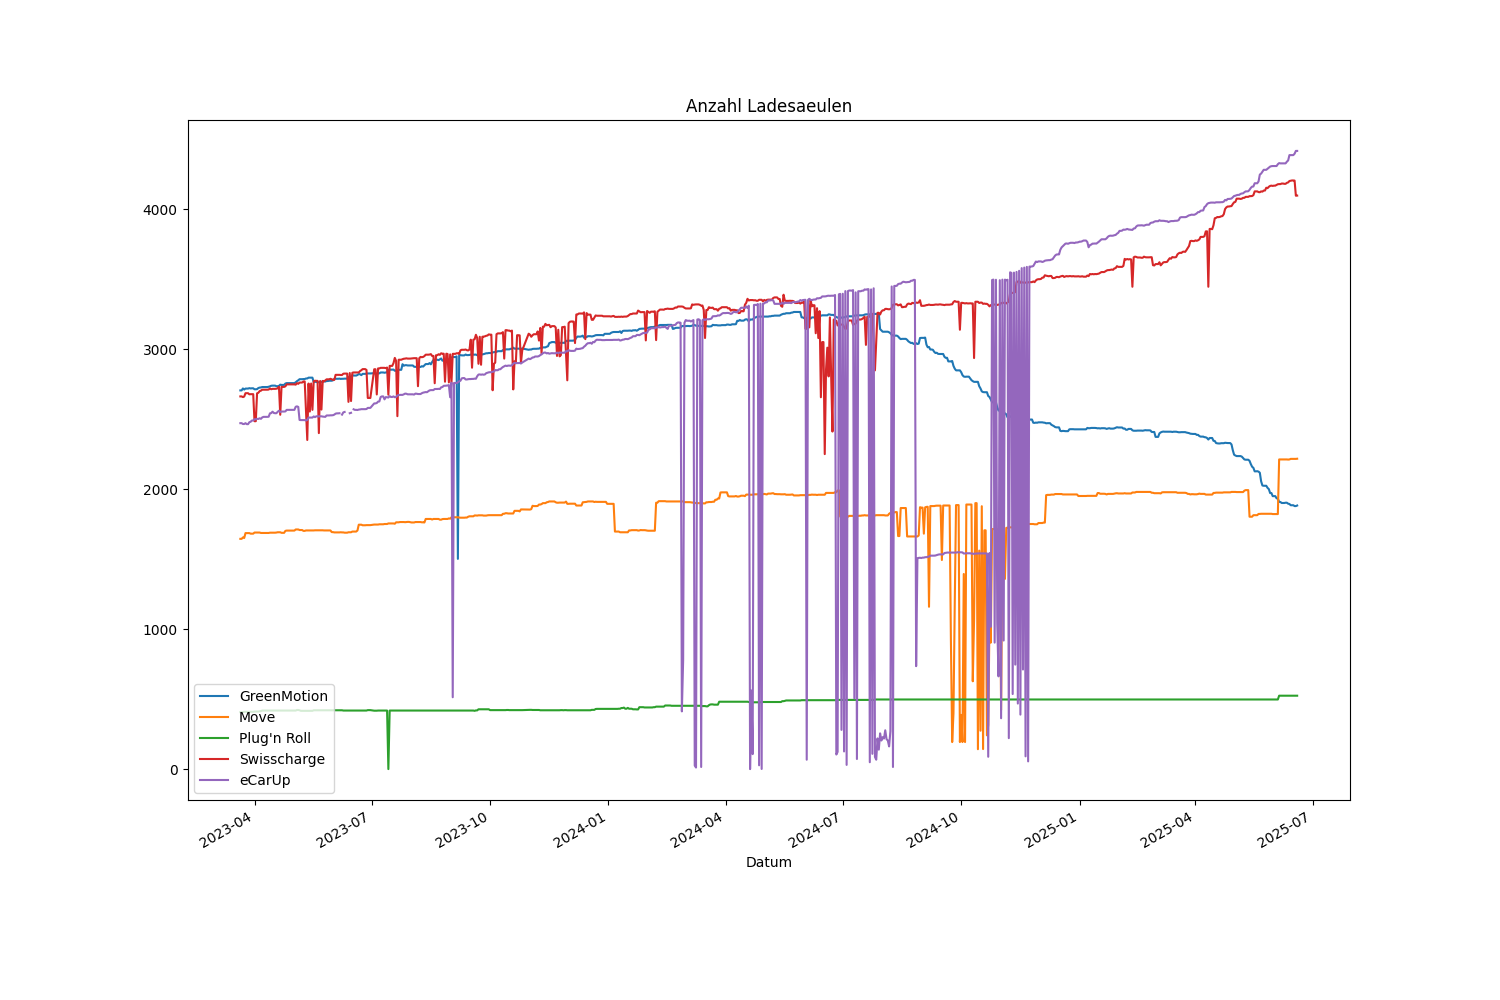 Anzahl Ladesaeulen
4000
3000
2000
1000
0
GreenMotion
Move
Plug'n Roll
Swisscharge
eCarUp
2023-04
2023-07
2023-10
2024-01
2024-04
2024-07
2024-10
2025-01
2025-04
2025-07
Datum